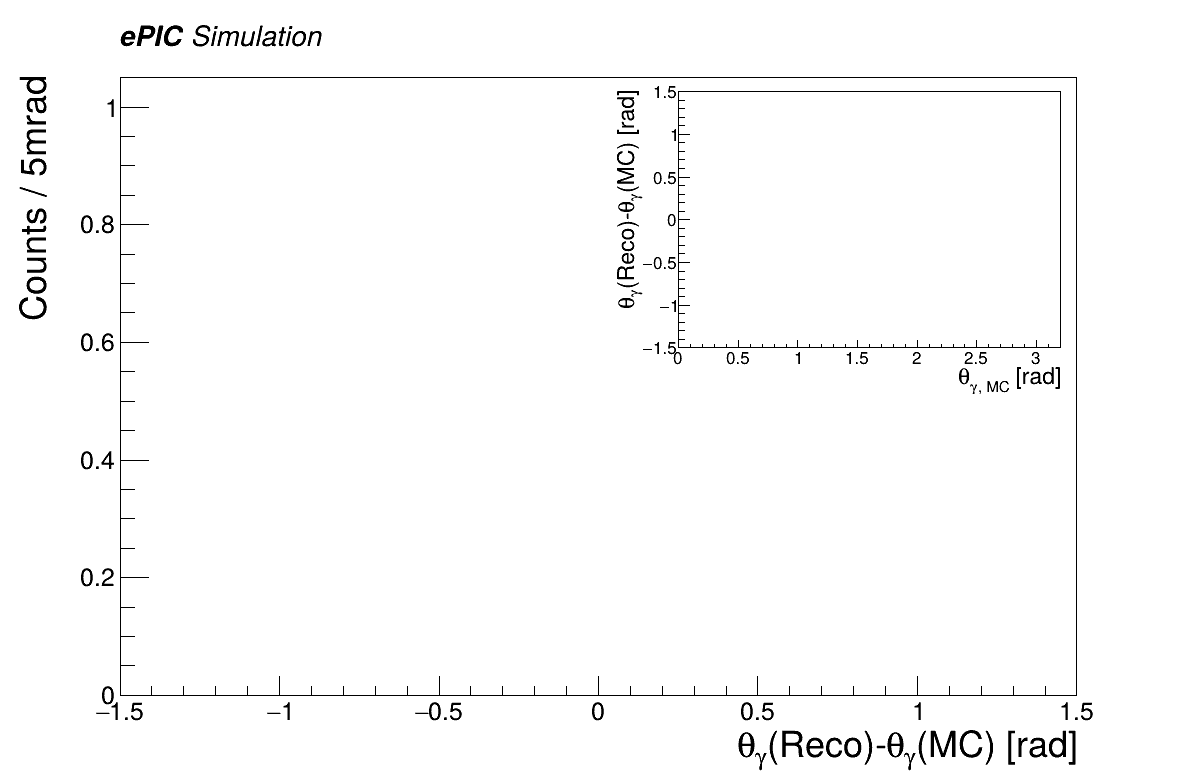 ePIC Simulation
Counts / 5mrad
1
0.8
0.6
0.4
0.2
0
−1.5 −1 −0.5 0 0.5 1 1.5
θγ(Reco)-θγ(MC) [rad]
θγ(Reco)-θγ(MC) [rad]
1.5
1
0.5
0
−0.5
−1
−1.5
0 0.5 1 1.5 2 2.5 3
θγ, MC [rad]